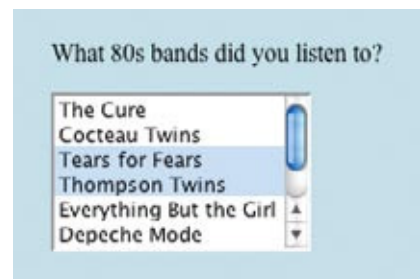 What 80s bands did you listen to?
The Cure
Cocteau Twins
Tears for Fears
Thompson Twins
Everything But the Girl
Depeche Mode